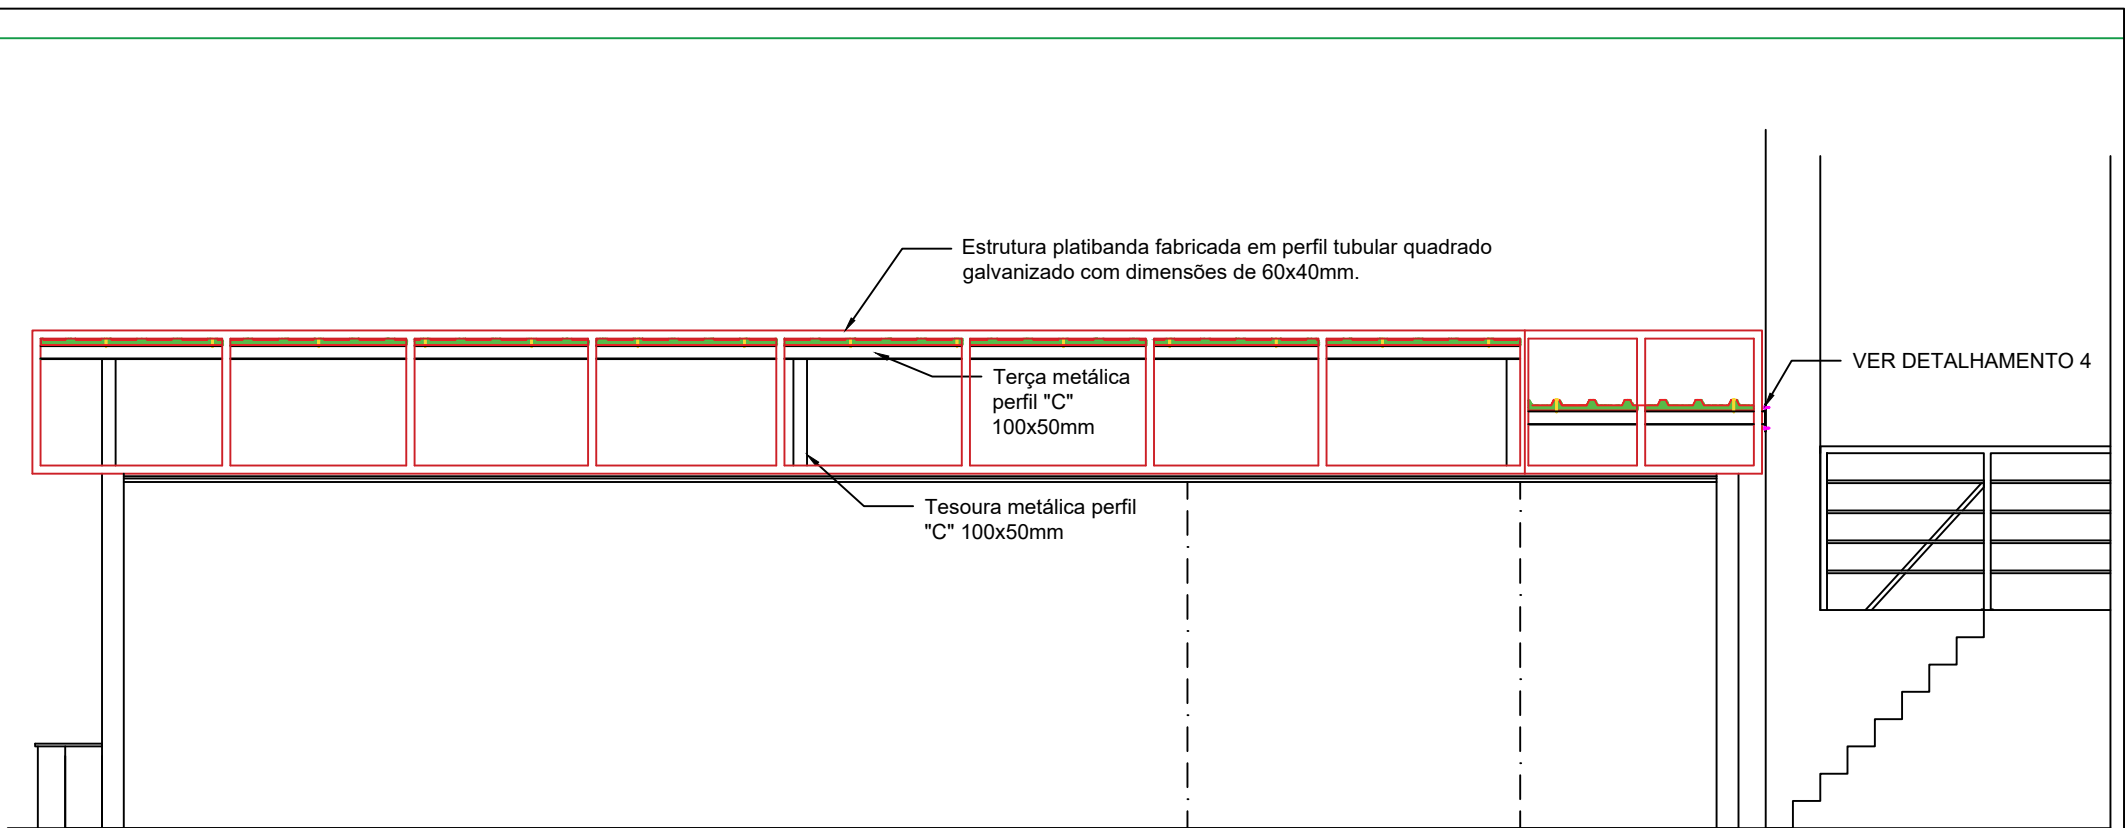 Estrutura platibanda fabricada em perfil tubular quadrado
galvanizado com dimensões de 60x40mm.
VER DETALHAMENTO 4
Terça metálica
perfil "C"
100x50mm
Tesoura metálica perfil
"C" 100x50mm